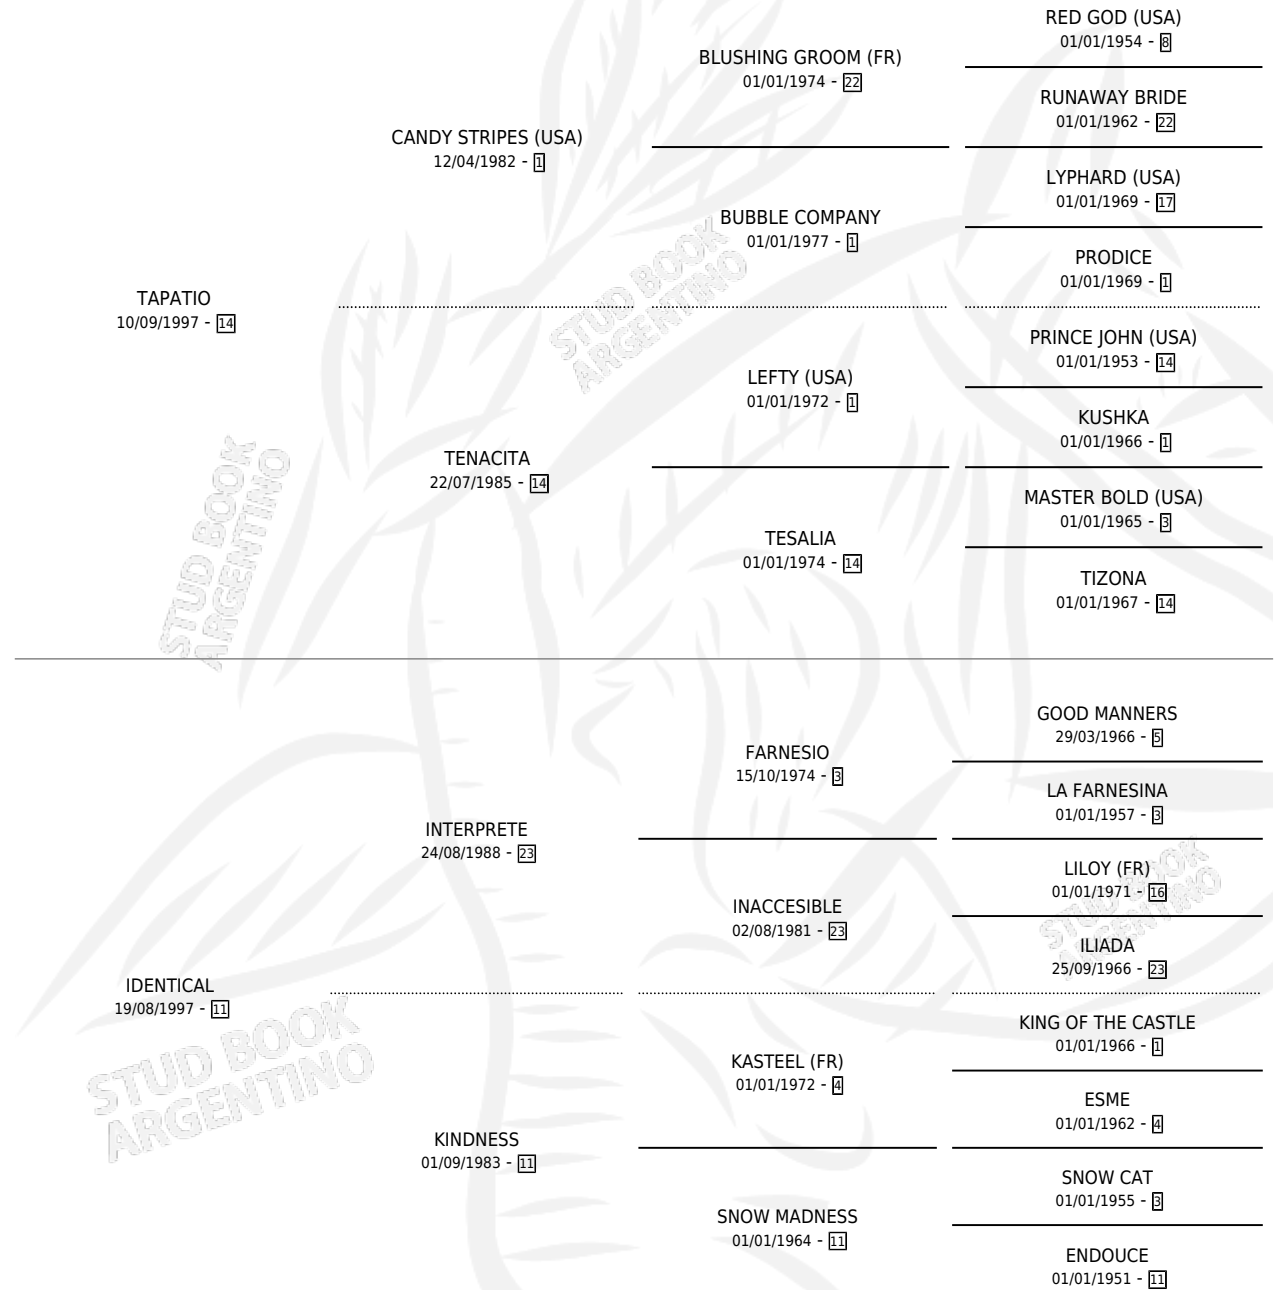 RED GOD (USA)
01/01/1954 - 8
BLUSHING GROOM (FR)
01/01/1974 - 22
RUNAWAY BRIDE
01/01/1962 - 22
CANDY STRIPES (USA)
12/04/1982 - 1
LYPHARD (USA)
01/01/1969 - 17
BUBBLE COMPANY
01/01/1977 - 1
PRODICE
01/01/1969 - 1
TAPATIO
10/09/1997 - 14
STUD BOOK
ARGENTINO
PRINCE JOHN (USA)
01/01/1953 - 14
LEFTY (USA)
01/01/1972 - 1
KUSHKA
01/01/1966 - 1
TENACITA
22/07/1985 - 14
MASTER BOLD (USA)
01/01/1965 - 3
TESALIA
01/01/1974 - 14
TIZONA
01/01/1967 - 14
STUD BOOK
ARGENTINO
GOOD MANNERS
29/03/1966 - 5
FARNESIO
15/10/1974 - 3
LA FARNESINA
01/01/1957 - 3
INTERPRETE
24/08/1988 - 23
LILOY (FR)
01/01/1971 - 16
INACCESIBLE
02/08/1981 - 23
STUD BOOK
ARGENTINO
ILIADA
25/09/1966 - 23
IDENTICAL
19/08/1997 - 11
KING OF THE CASTLE
01/01/1966 - 1
KASTEEL (FR)
01/01/1972 - 4
STUD BOOK
ARGENTINO
ESME
01/01/1962 - 4
KINDNESS
01/09/1983 - 11
SNOW CAT
01/01/1955 - 3
SNOW MADNESS
01/01/1964 - 11
ENDOUCE
01/01/1951 - 11